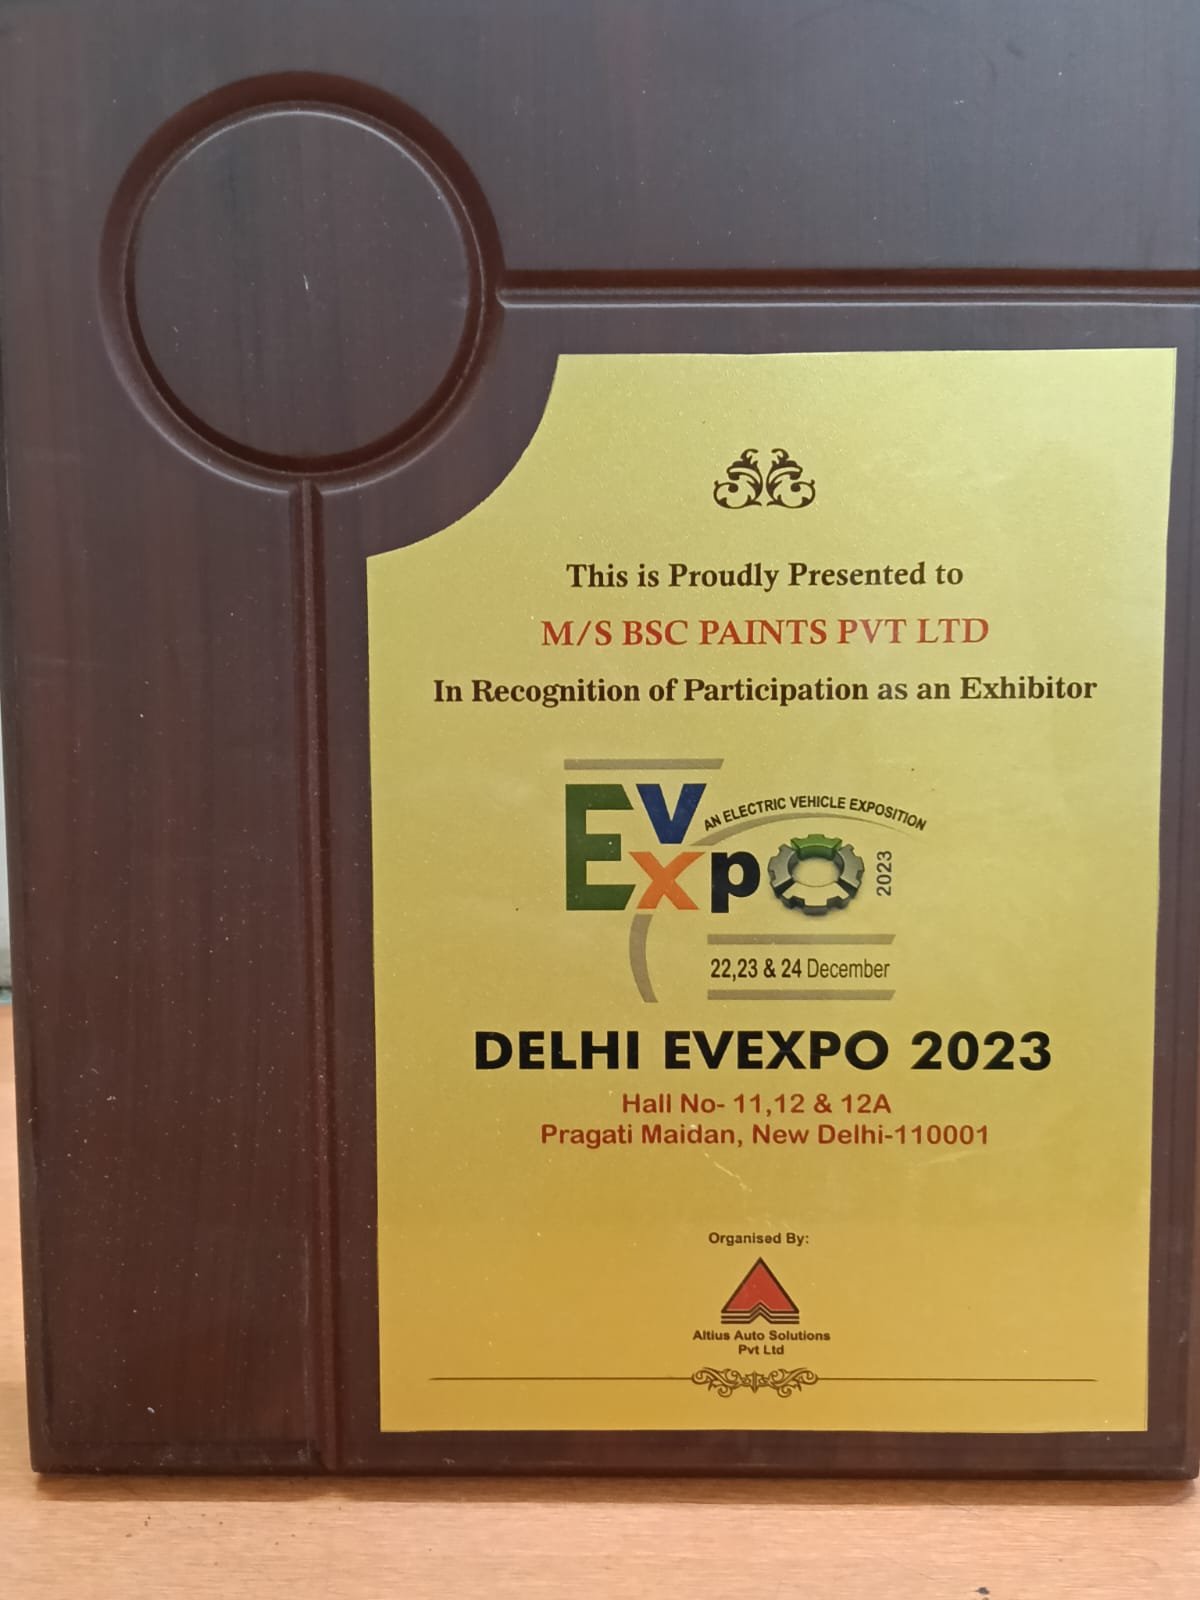 This is Proudly Presented to
M/S BSC PAINTS PVT LTD
In Recognition of Participation as an Exhibitor
Ev
Expo
AN ELECTRIC VEHICLE EXPOSITION
2023
22,23 & 24 December
DELHI EVEXPO 2023
Hall No- 11,12 & 12A
Pragati Maidan, New Delhi-110001
Organised By:
Altius Auto Solutions
Pvt Ltd